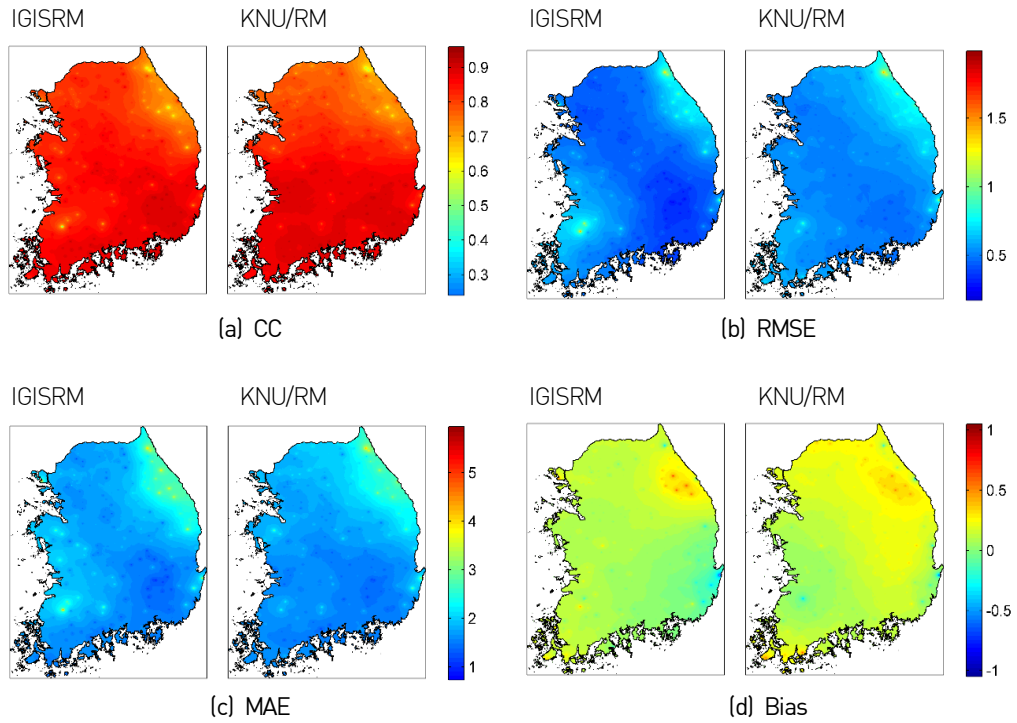 IGISRM
KNU/RM
0.9
0.8
0.7
0.6
0.5
0.4
0.3
(a) CC
IGISRM
KNU/RM
1.5
1
0.5
(b) RMSE
IGISRM
KNU/RM
5
4
3
2
1
(c) MAE
IGISRM
KNU/RM
1
0.5
0
-0.5
-1
(d) Bias